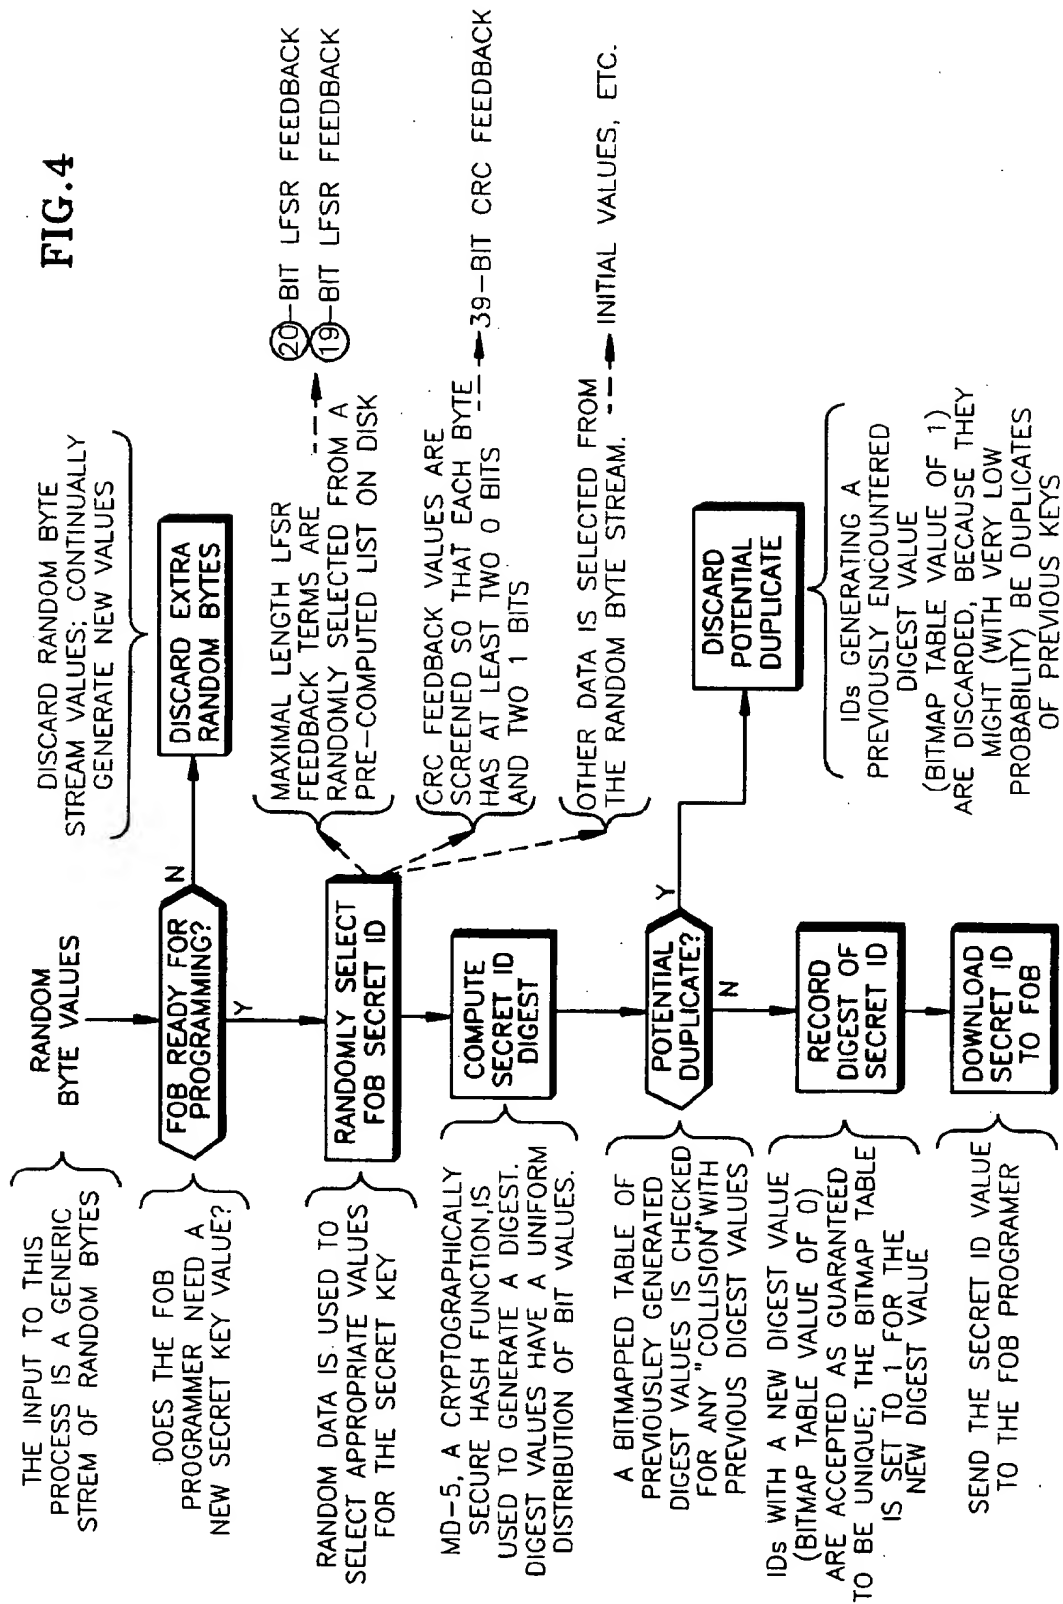 FIG.4
THE INPUT TO THIS
PROCESS IS A GENERIC
STREM OF RANDOM BYTES
RANDOM
BYTE VALUES
DISCARD RANDOM BYTE
STREAM VALUES; CONTINUALLY
GENERATE NEW VALUES
DOES THE FOB
PROGRAMMER NEED A
NEW SECRET KEY VALUE?
FOB READY FOR
PROGRAMMING?
N
Y
DISCARD EXTRA
RANDOM BYTES
RANDOM DATA IS USED TO
SELECT APPROPRIATE VALUES
FOR THE SECRET KEY
RANDOMLY SELECT
FOB SECRET ID
MAXIMAL LENGTH LFSR
FEEDBACK TERMS ARE
RANDOMLY SELECTED FROM A
PRE-COMPUTED LIST ON DISK
20-BIT LFSR FEEDBACK
19-BIT LFSR FEEDBACK
CRC FEEDBACK VALUES ARE
SCREENED SO THAT EACH BYTE
HAS AT LEAST TWO 0 BITS
AND TWO 1 BITS
39-BIT CRC FEEDBACK
OTHER DATA IS SELECTED FROM
THE RANDOM BYTE STREAM.
INITIAL VALUES, ETC.
MD-5, A CRYPTOGRAPHICALLY
SECURE HASH FUNCTION,IS
USED TO GENERATE A DIGEST.
DIGEST VALUES HAVE A UNIFORM
DISTRIBUTION OF BIT VALUES.
COMPUTE
SECRET ID
DIGEST
A BITMAPPED TABLE OF
PREVIOUSLEY GENERATED
DIGEST VALUES IS CHECKED
FOR ANY "COLLISION"WITH
PREVIOUS DIGEST VALUES
POTENTIAL
DUPLICATE?
Y
N
DISCARD
POTENTIAL
DUPLICATE
IDs GENERATING A
PREVIOUSLY ENCOUNTERED
DIGEST VALUE
(BITMAP TABLE VALUE OF 1)
ARE DISCARDED, BECAUSE THEY
MIGHT (WITH VERY LOW
PROBABILITY) BE DUPLICATES
OF PREVIOUS KEYS
IDs WITH A NEW DIGEST VALUE
(BITMAP TABLE VALUE OF 0)
ARE ACCEPTED AS GUARANTEED
TO BE UNIQUE; THE BITMAP TABLE
IS SET TO 1 FOR THE
NEW DIGEST VALUE
RECORD
DIGEST OF
SECRET ID
SEND THE SECRET ID VALUE
TO THE FOB PROGRAMER
DOWNLOAD
SECRET ID
TO FOB